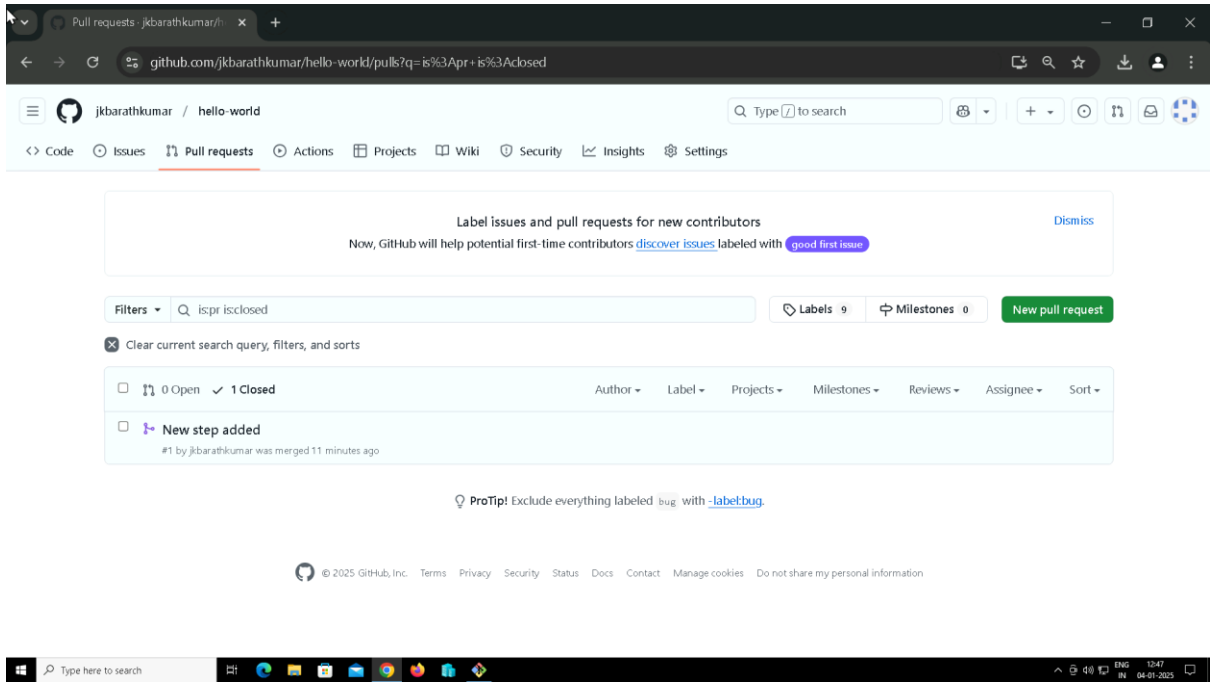 Pull requests · jkbarathkumar/h
github.com/jkbarathkumar/hello-world/pulls?q=is%3Apr+is%3Aclosed
jkbarathkumar / hello-world
Type / to search
Code Issues Pull requests Actions Projects Wiki Security Insights Settings
Label issues and pull requests for new contributors
Dismiss
Now, GitHub will help potential first-time contributors discover issues labeled with good first issue
Filters is:pr is:closed Labels 9 Milestones 0 New pull request
Clear current search query, filters, and sorts
0 Open 1 Closed Author Label Projects Milestones Reviews Assignee Sort
New step added
#1 by jkbarathkumar was merged 11 minutes ago
ProTip! Exclude everything labeled bug with -label:bug.
© 2025 GitHub, Inc. Terms Privacy Security Status Docs Contact Manage cookies Do not share my personal information
Type here to search
ENG 12:47
IN 04-01-2025